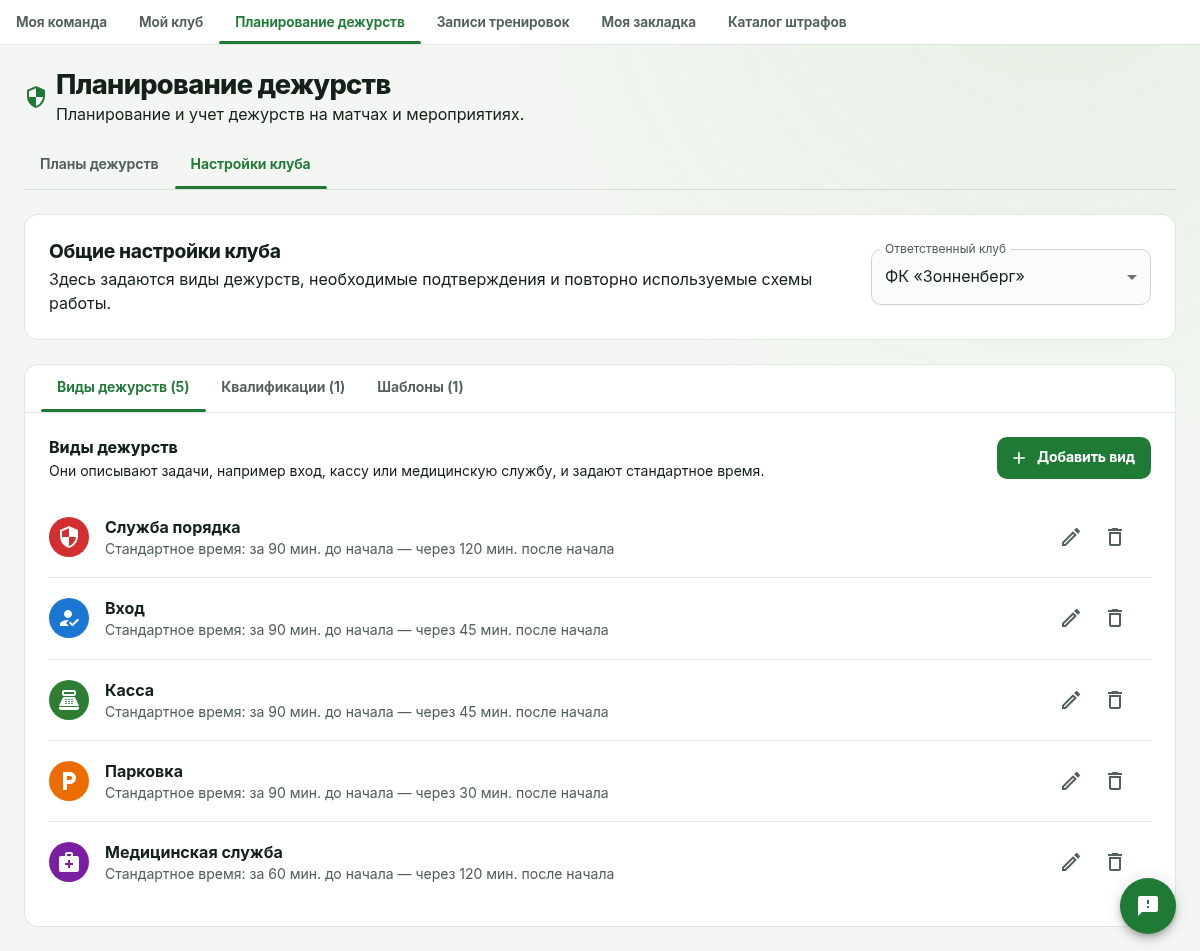 Моя команда
Мой клуб
Планирование дежурств
Записи тренировок
Моя закладка
Каталог штрафов
Планирование дежурств
Планирование и учет дежурств на матчах и мероприятиях.
Планы дежурств
Настройки клуба
Общие настройки клуба
Здесь задаются виды дежурств, необходимые подтверждения и повторно используемые схемы
работы.
Ответственный клуб
ФК «Зонненберг»
Виды дежурств (5)
Квалификации (1)
Шаблоны (1)
Виды дежурств
Они описывают задачи, например вход, кассу или медицинскую службу, и задают стандартное время.
Добавить вид
Служба порядка
Стандартное время: за 90 мин. до начала — через 120 мин. после начала
Вход
Стандартное время: за 90 мин. до начала — через 45 мин. после начала
Касса
Стандартное время: за 90 мин. до начала — через 45 мин. после начала
P
Парковка
Стандартное время: за 90 мин. до начала — через 30 мин. после начала
Медицинская служба
Стандартное время: за 60 мин. до начала — через 120 мин. после начала